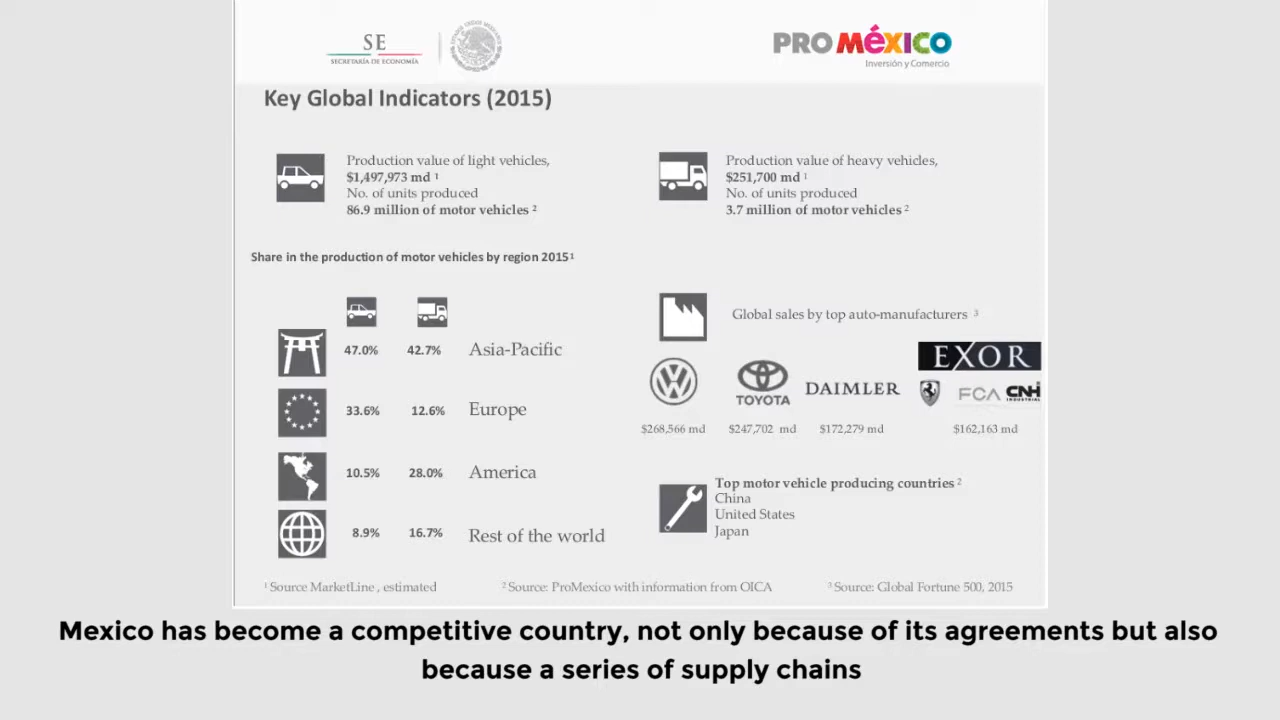 SE
SECRETARÍA DE ECONOMÍA
PRO MéXICO
Inversión y Comercio
Key Global Indicators (2015)
Production value of light vehicles,
$1,497,973 md ¹
No. of units produced
86.9 million of motor vehicles ²
Production value of heavy vehicles,
$251,700 md ¹
No. of units produced
3.7 million of motor vehicles ²
Share in the production of motor vehicles by region 2015¹
47.0% 42.7% Asia-Pacific
33.6% 12.6% Europe
10.5% 28.0% America
8.9% 16.7% Rest of the world
Global sales by top auto-manufacturers ³
EXOR
TOYOTA
DAIMLER
FCA
CNH
INDUSTRIAL
$268,566 md $247,702 md $172,279 md $162,163 md
Top motor vehicle producing countries ²
China
United States
Japan
¹ Source MarketLine , estimated
² Source: ProMexico with information from OICA
³ Source: Global Fortune 500, 2015
Mexico has become a competitive country, not only because of its agreements but also
because a series of supply chains